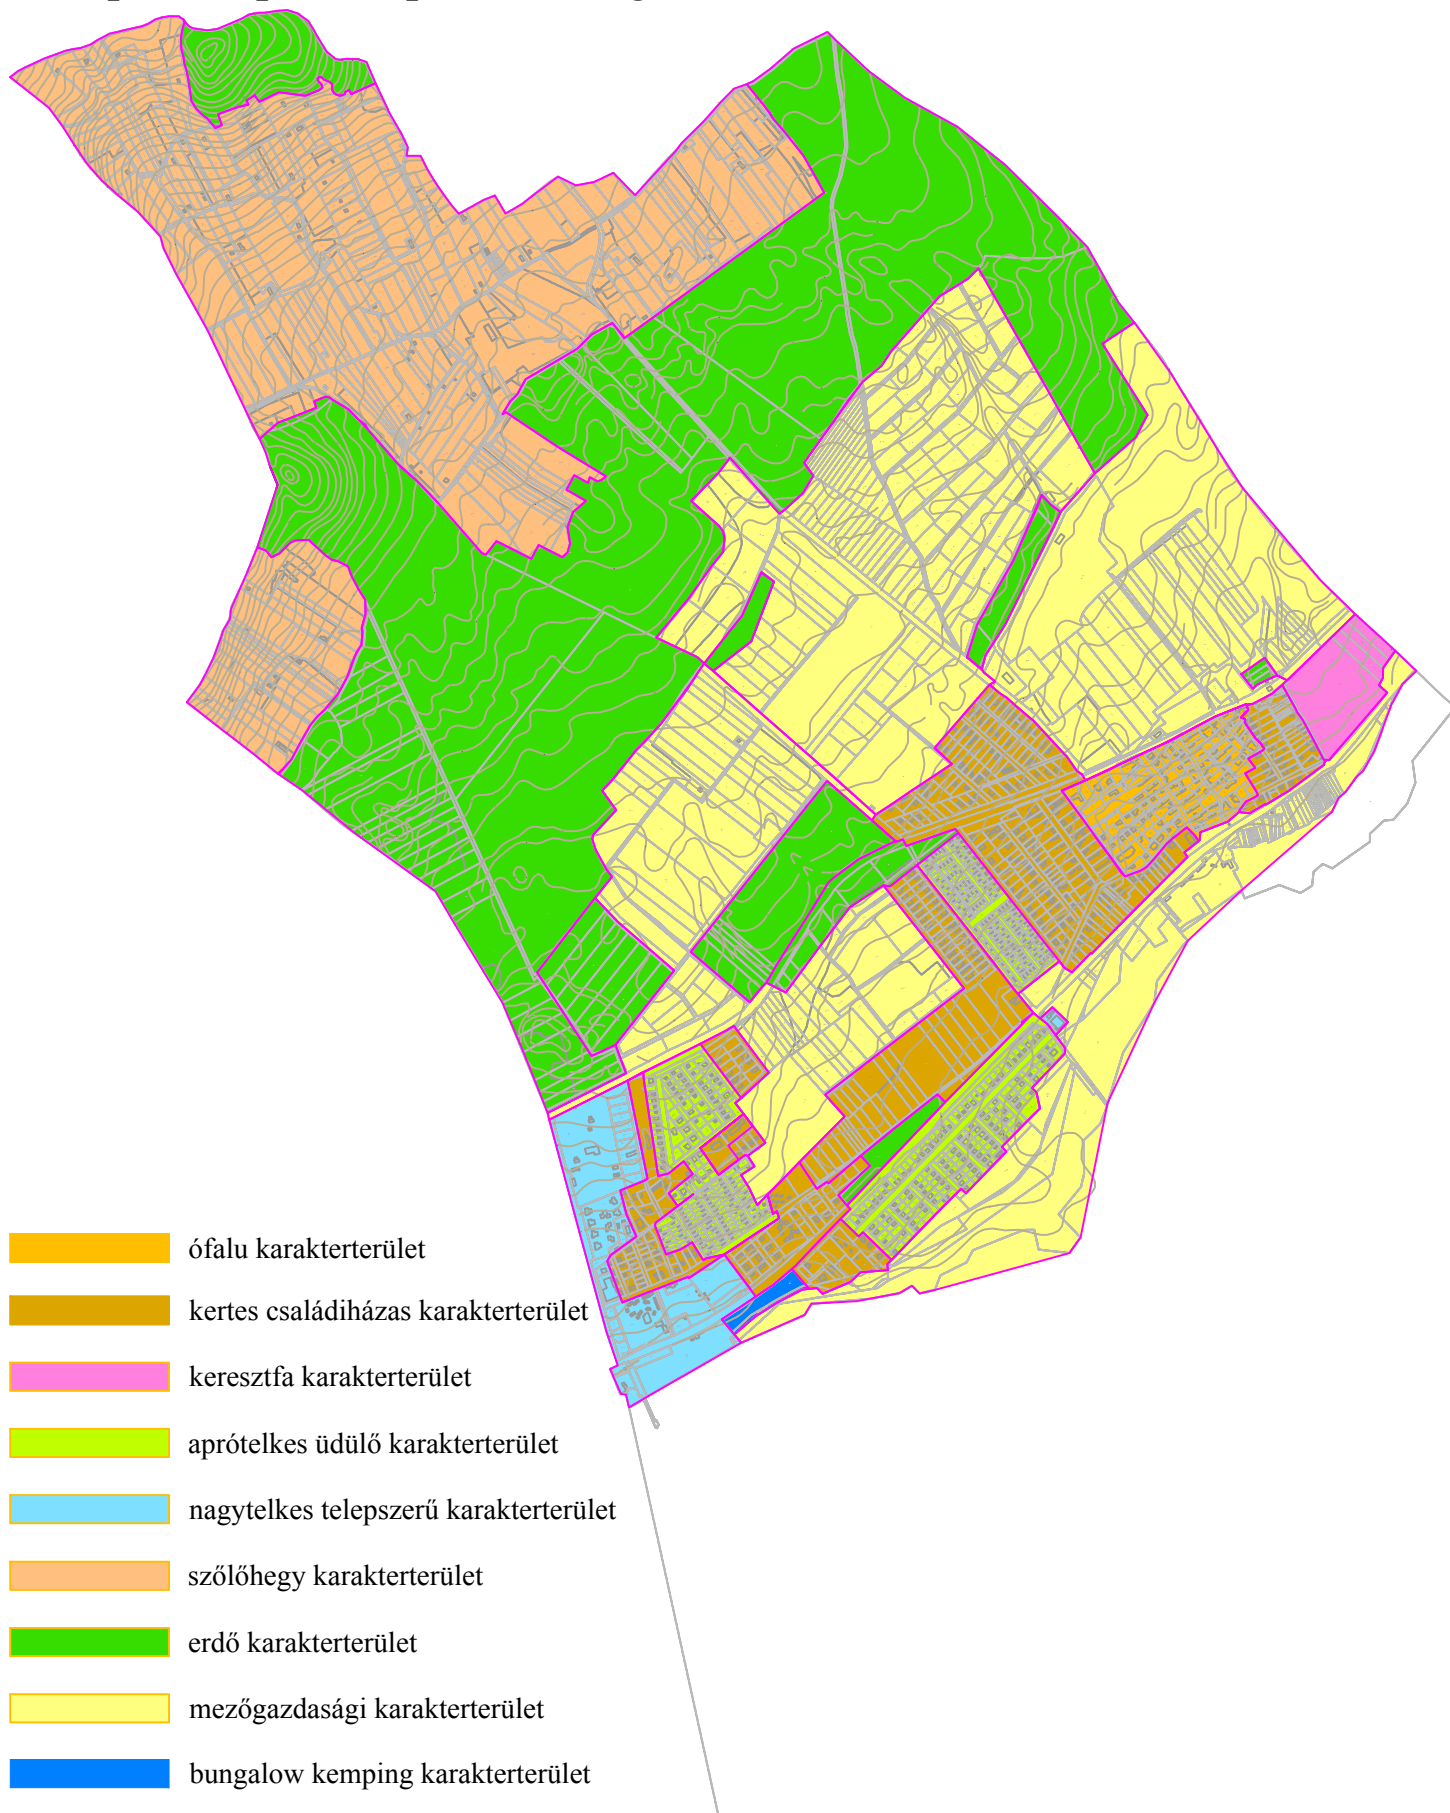 ófalu karakterterület
kertes családiházas karakterterület
keresztfa karakterterület
aprótelkes üdülő karakterterület
nagytelkes telepszerű karakterterület
szőlőhegy karakterterület
erdő karakterterület
mezőgazdasági karakterterület
bungalow kemping karakterterület